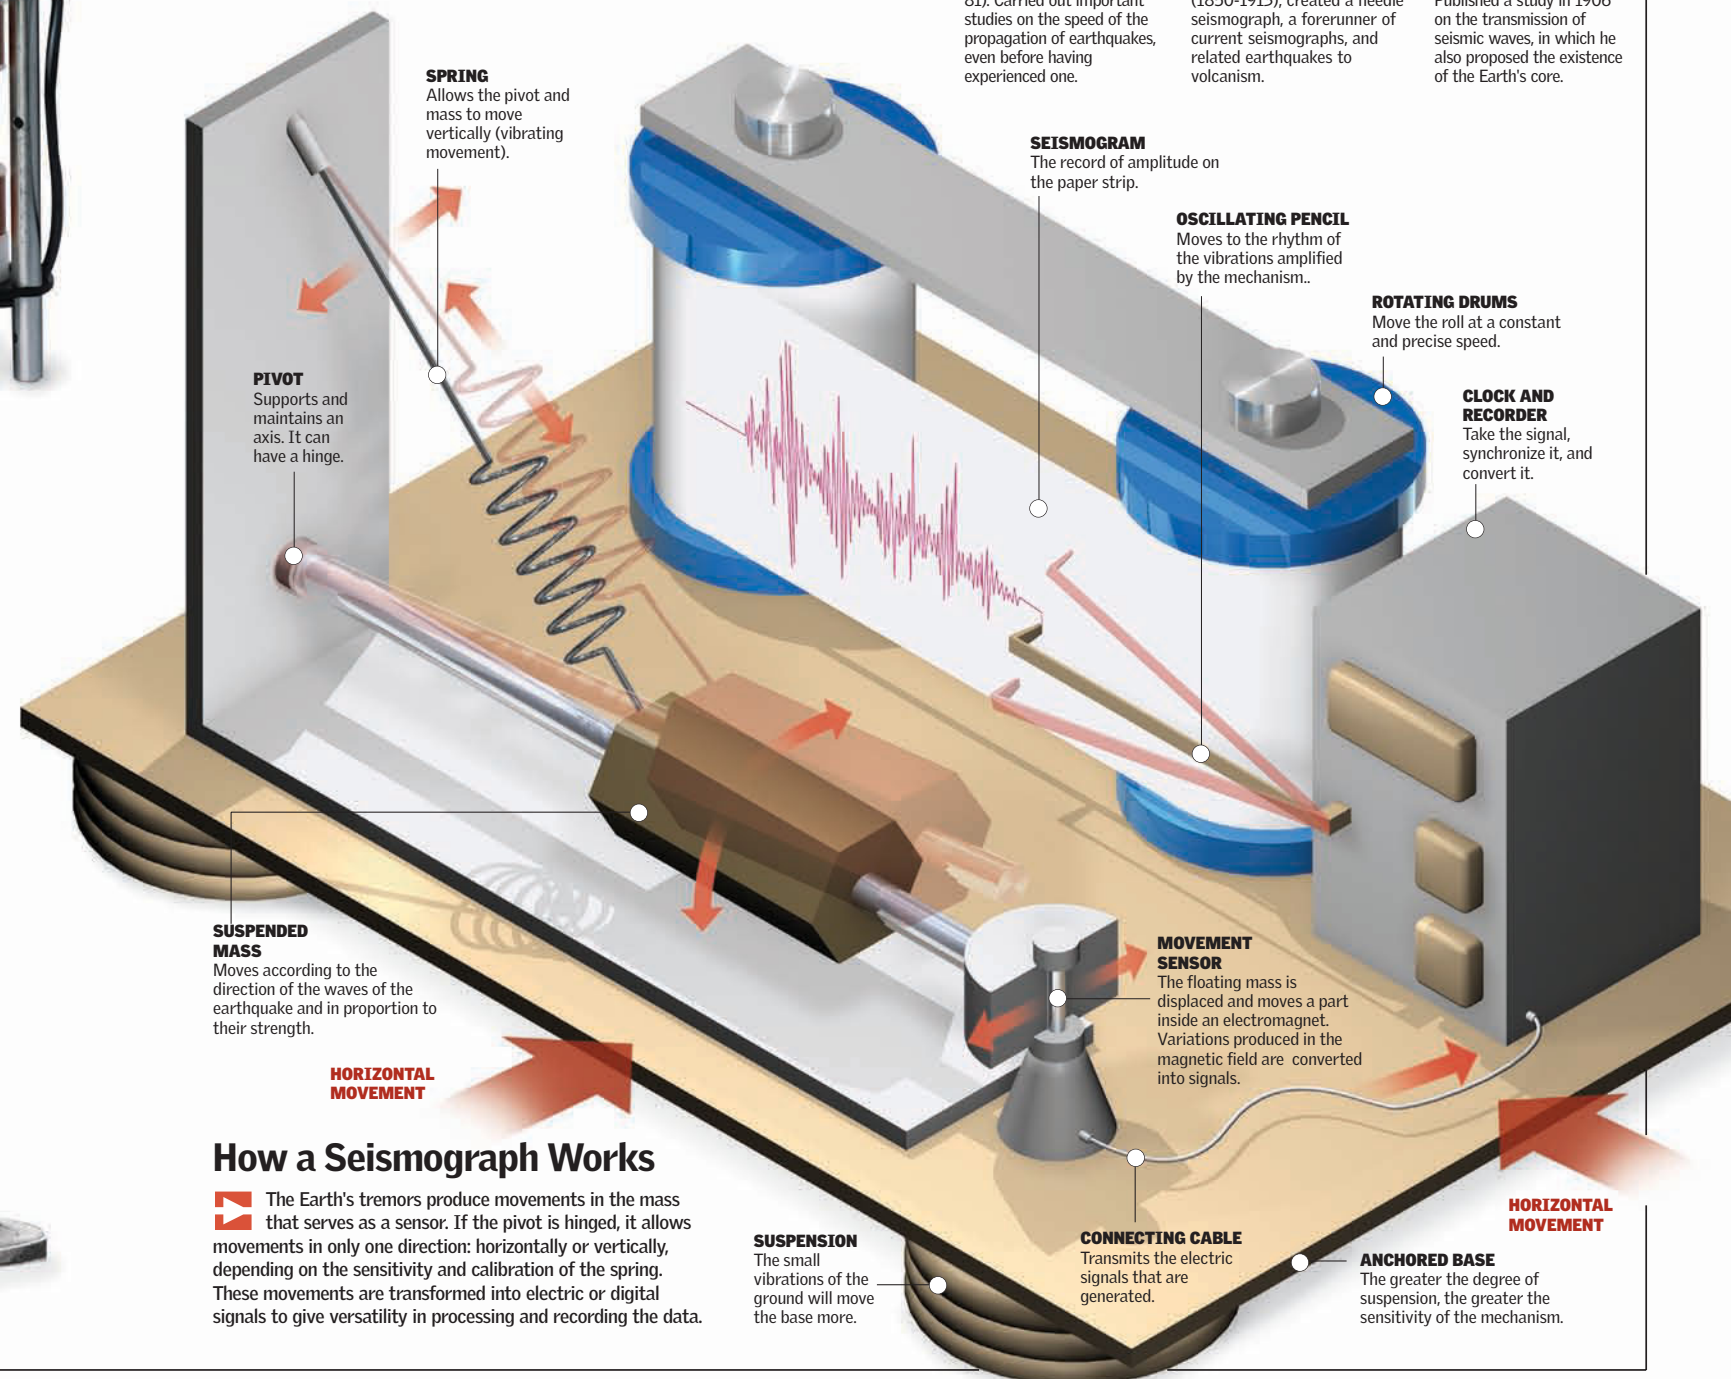 studies on the speed of the
propagation of earthquakes,
even before having
experienced one.
seismograph, a forerunner of
current seismographs, and
related earthquakes to
volcanism.
Published a study in 1906
on the transmission of
seismic waves, in which he
also proposed the existence
of the Earth's core.
SPRING
Allows the pivot and
mass to move
vertically (vibrating
movement).
SEISMOGRAM
The record of amplitude on
the paper strip.
OSCILLATING PENCIL
Moves to the rhythm of
the vibrations amplified
by the mechanism..
ROTATING DRUMS
Move the roll at a constant
and precise speed.
PIVOT
Supports and
maintains an
axis. It can
have a hinge.
CLOCK AND
RECORDER
Take the signal,
synchronize it, and
convert it.
SUSPENDED
MASS
Moves according to the
direction of the waves of the
earthquake and in proportion to
their strength.
MOVEMENT
SENSOR
The floating mass is
displaced and moves a part
inside an electromagnet.
Variations produced in the
magnetic field are converted
into signals.
HORIZONTAL
MOVEMENT
How a Seismograph Works
The Earth's tremors produce movements in the mass
that serves as a sensor. If the pivot is hinged, it allows
movements in only one direction: horizontally or vertically,
depending on the sensitivity and calibration of the spring.
These movements are transformed into electric or digital
signals to give versatility in processing and recording the data.
SUSPENSION
The small
vibrations of the
ground will move
the base more.
CONNECTING CABLE
Transmits the electric
signals that are
generated.
HORIZONTAL
MOVEMENT
ANCHORED BASE
The greater the degree of
suspension, the greater the
sensitivity of the mechanism.